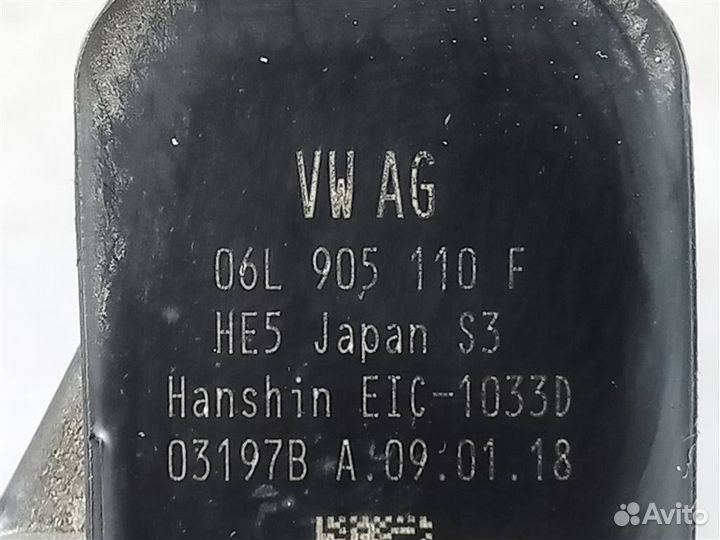 VW AG
06L 905 110 F
HE5 Japan S3
Hanshin EIC-1033D
03197B A.09.01.18
Avito